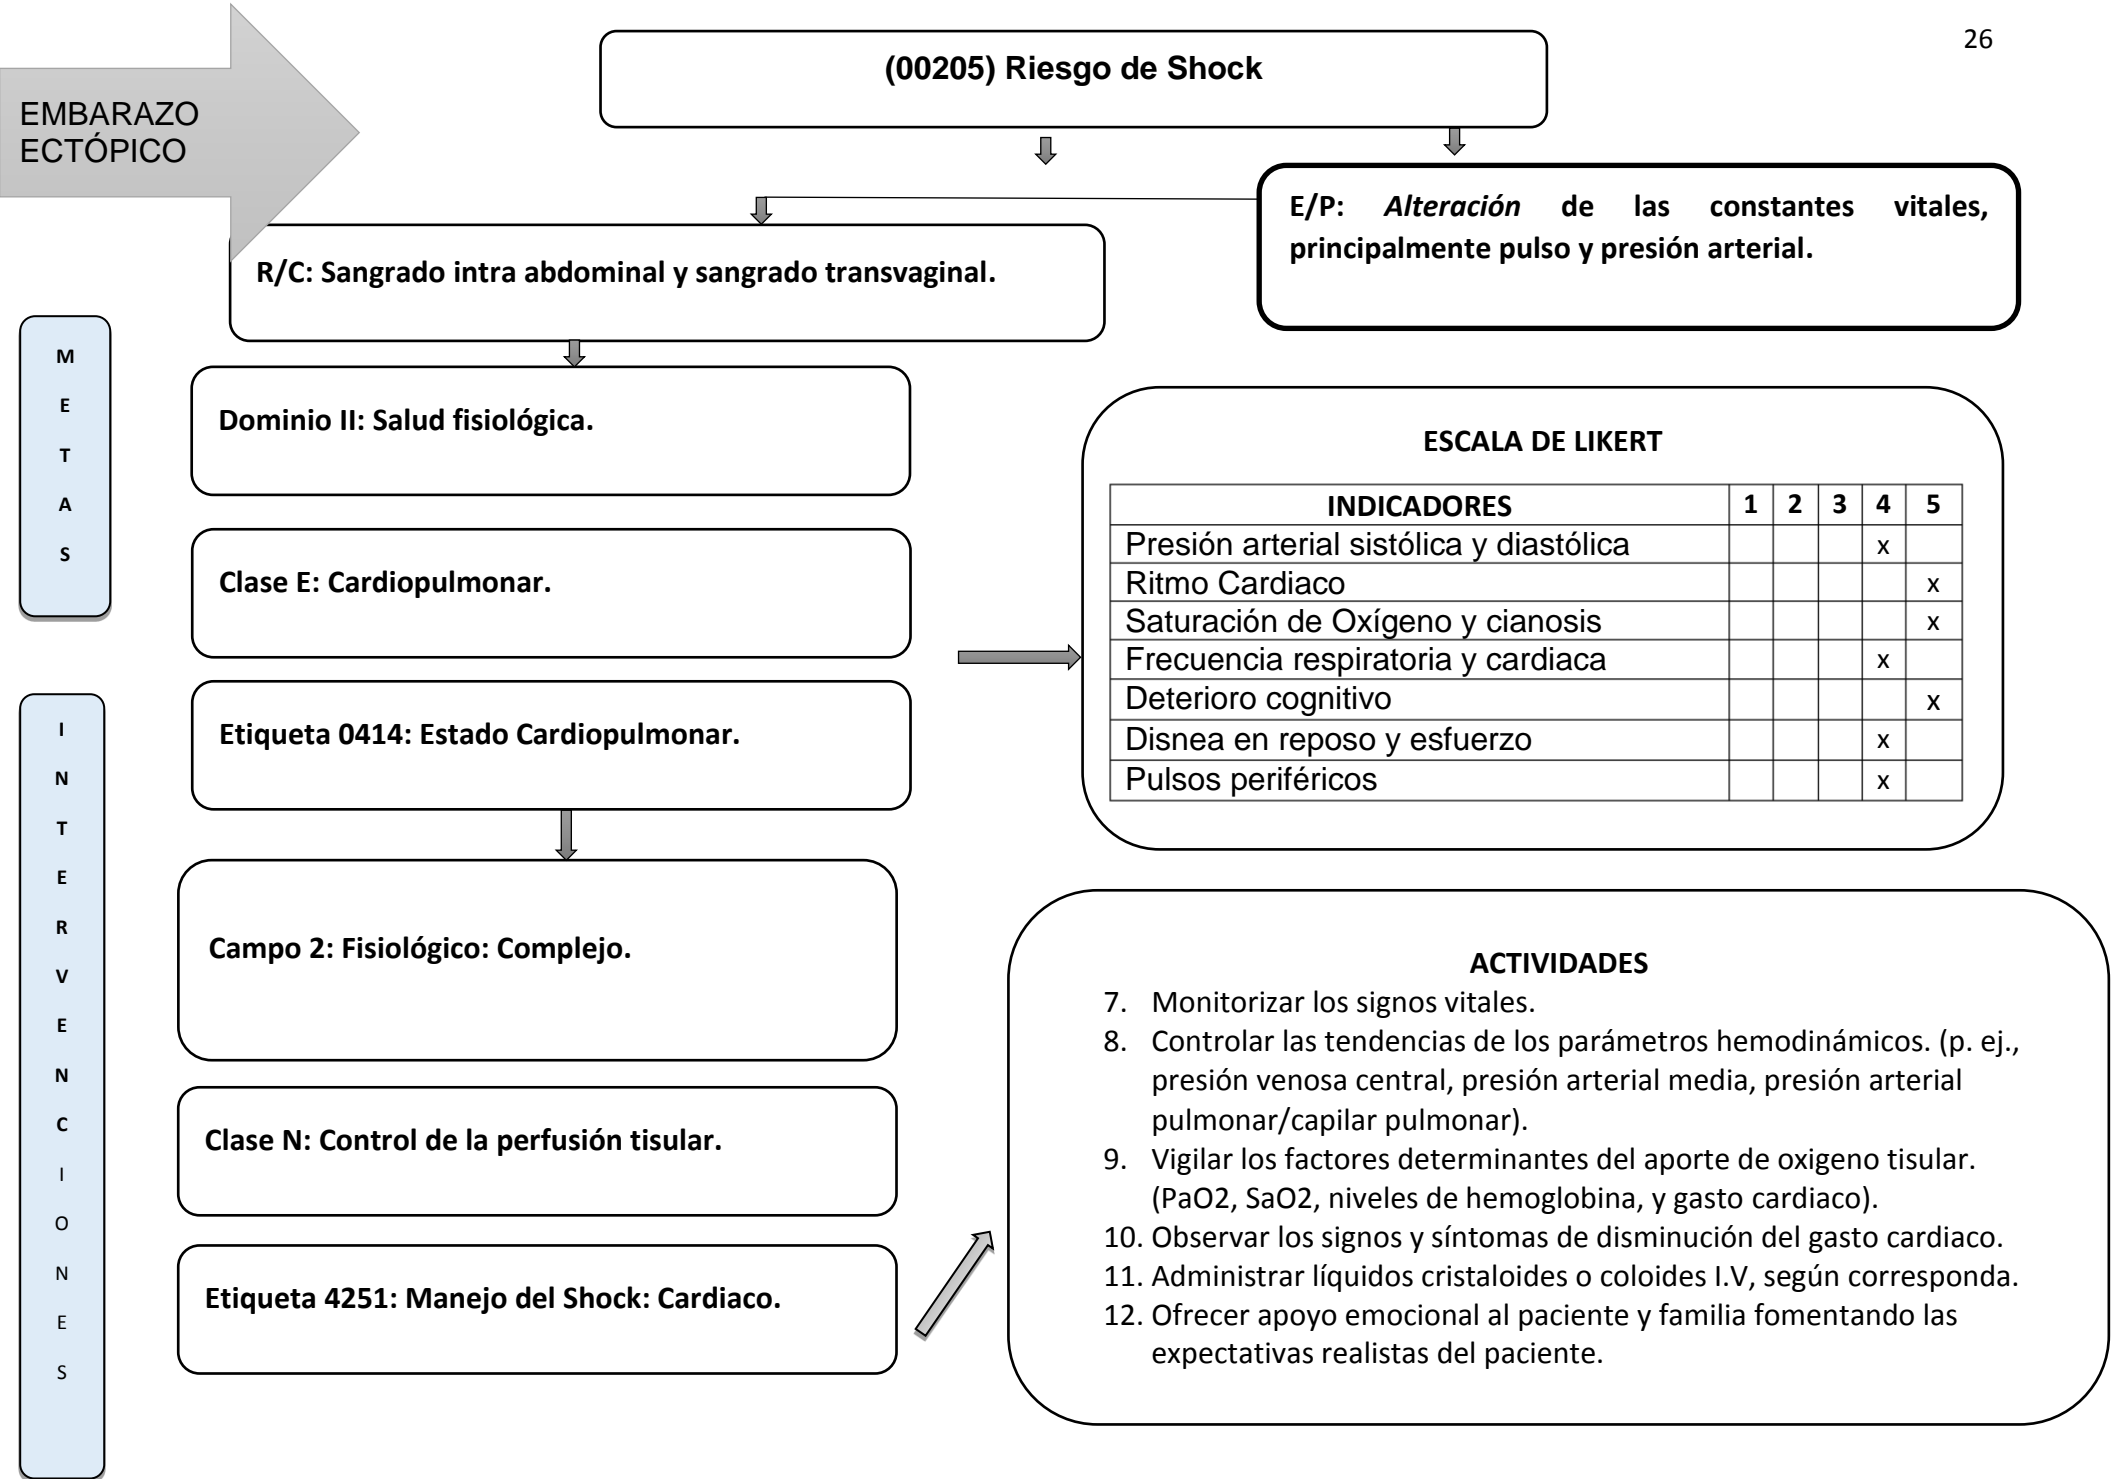 26
EMBARAZO
ECTÓPICO
(00205) Riesgo de Shock
E/P: Alteración de las constantes vitales,
principalmente pulso y presión arterial.
R/C: Sangrado intra abdominal y sangrado transvaginal.
M
E
T
A
S
Dominio II: Salud fisiológica.
Clase E: Cardiopulmonar.
Etiqueta 0414: Estado Cardiopulmonar.
ESCALA DE LIKERT
INDICADORES 1 2 3 4 5
Presión arterial sistólica y diastólica x
Ritmo Cardiaco x
Saturación de Oxígeno y cianosis x
Frecuencia respiratoria y cardiaca x
Deterioro cognitivo x
Disnea en reposo y esfuerzo x
Pulsos periféricos x
I
N
T
E
R
V
E
N
C
I
O
N
E
S
Campo 2: Fisiológico: Complejo.
Clase N: Control de la perfusión tisular.
Etiqueta 4251: Manejo del Shock: Cardiaco.
ACTIVIDADES
7. Monitorizar los signos vitales.
8. Controlar las tendencias de los parámetros hemodinámicos. (p. ej.,
presión venosa central, presión arterial media, presión arterial
pulmonar/capilar pulmonar).
9. Vigilar los factores determinantes del aporte de oxigeno tisular.
(PaO2, SaO2, niveles de hemoglobina, y gasto cardiaco).
10. Observar los signos y síntomas de disminución del gasto cardiaco.
11. Administrar líquidos cristaloides o coloides I.V, según corresponda.
12. Ofrecer apoyo emocional al paciente y familia fomentando las
expectativas realistas del paciente.